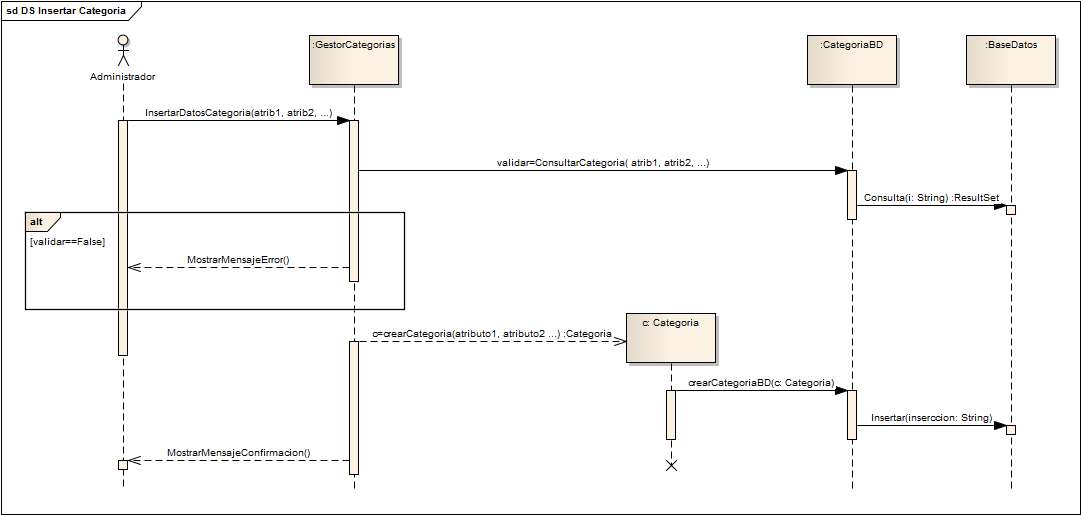 sd DS Insertar Categoria
:GestorCategorias
:CategoriaBD
:BaseDatos
Administrador
InsertarDatosCategoria(atrib1, atrib2, ...)
validar=ConsultarCategoria( atrib1, atrib2, ...)
Consulta(i: String) :ResultSet
alt
[validar==False]
MostrarMensajeError()
c: Categoria
c=crearCategoria(atributo1, atributo2 ...) :Categoria
crearCategoriaBD(c: Categoria)
Insertar(inserccion: String)
MostrarMensajeConfirmacion()